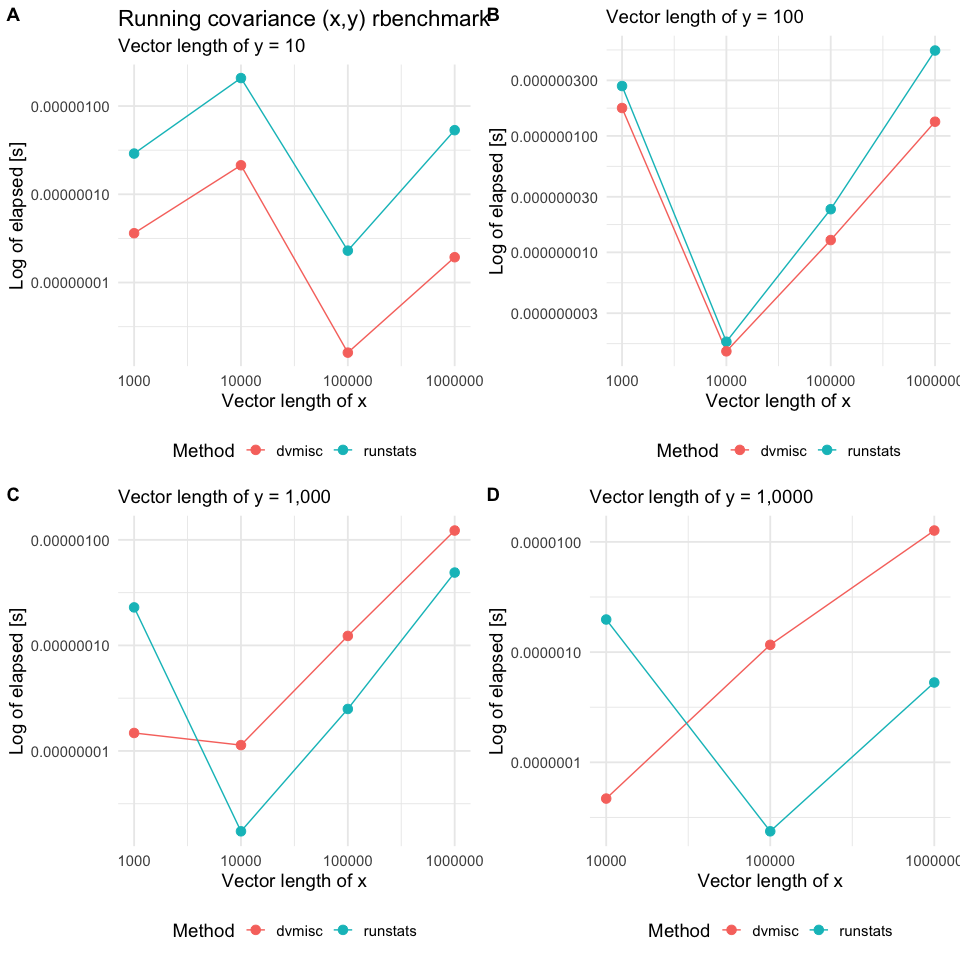 A
Running covariance (x,y) rbenchmark
Vector length of y = 10
Log of elapsed [s]
0.00000100
0.00000010
0.00000001
1000 10000 100000 1000000
Vector length of x
Method dvmisc runstats
B
Vector length of y = 100
Log of elapsed [s]
0.000000300
0.000000100
0.000000030
0.000000010
0.000000003
1000 10000 100000 1000000
Vector length of x
Method dvmisc runstats
C
Vector length of y = 1,000
Log of elapsed [s]
0.00000100
0.00000010
0.00000001
1000 10000 100000 1000000
Vector length of x
Method dvmisc runstats
D
Vector length of y = 1,0000
Log of elapsed [s]
0.0000100
0.0000010
0.0000001
10000 100000 1000000
Vector length of x
Method dvmisc runstats